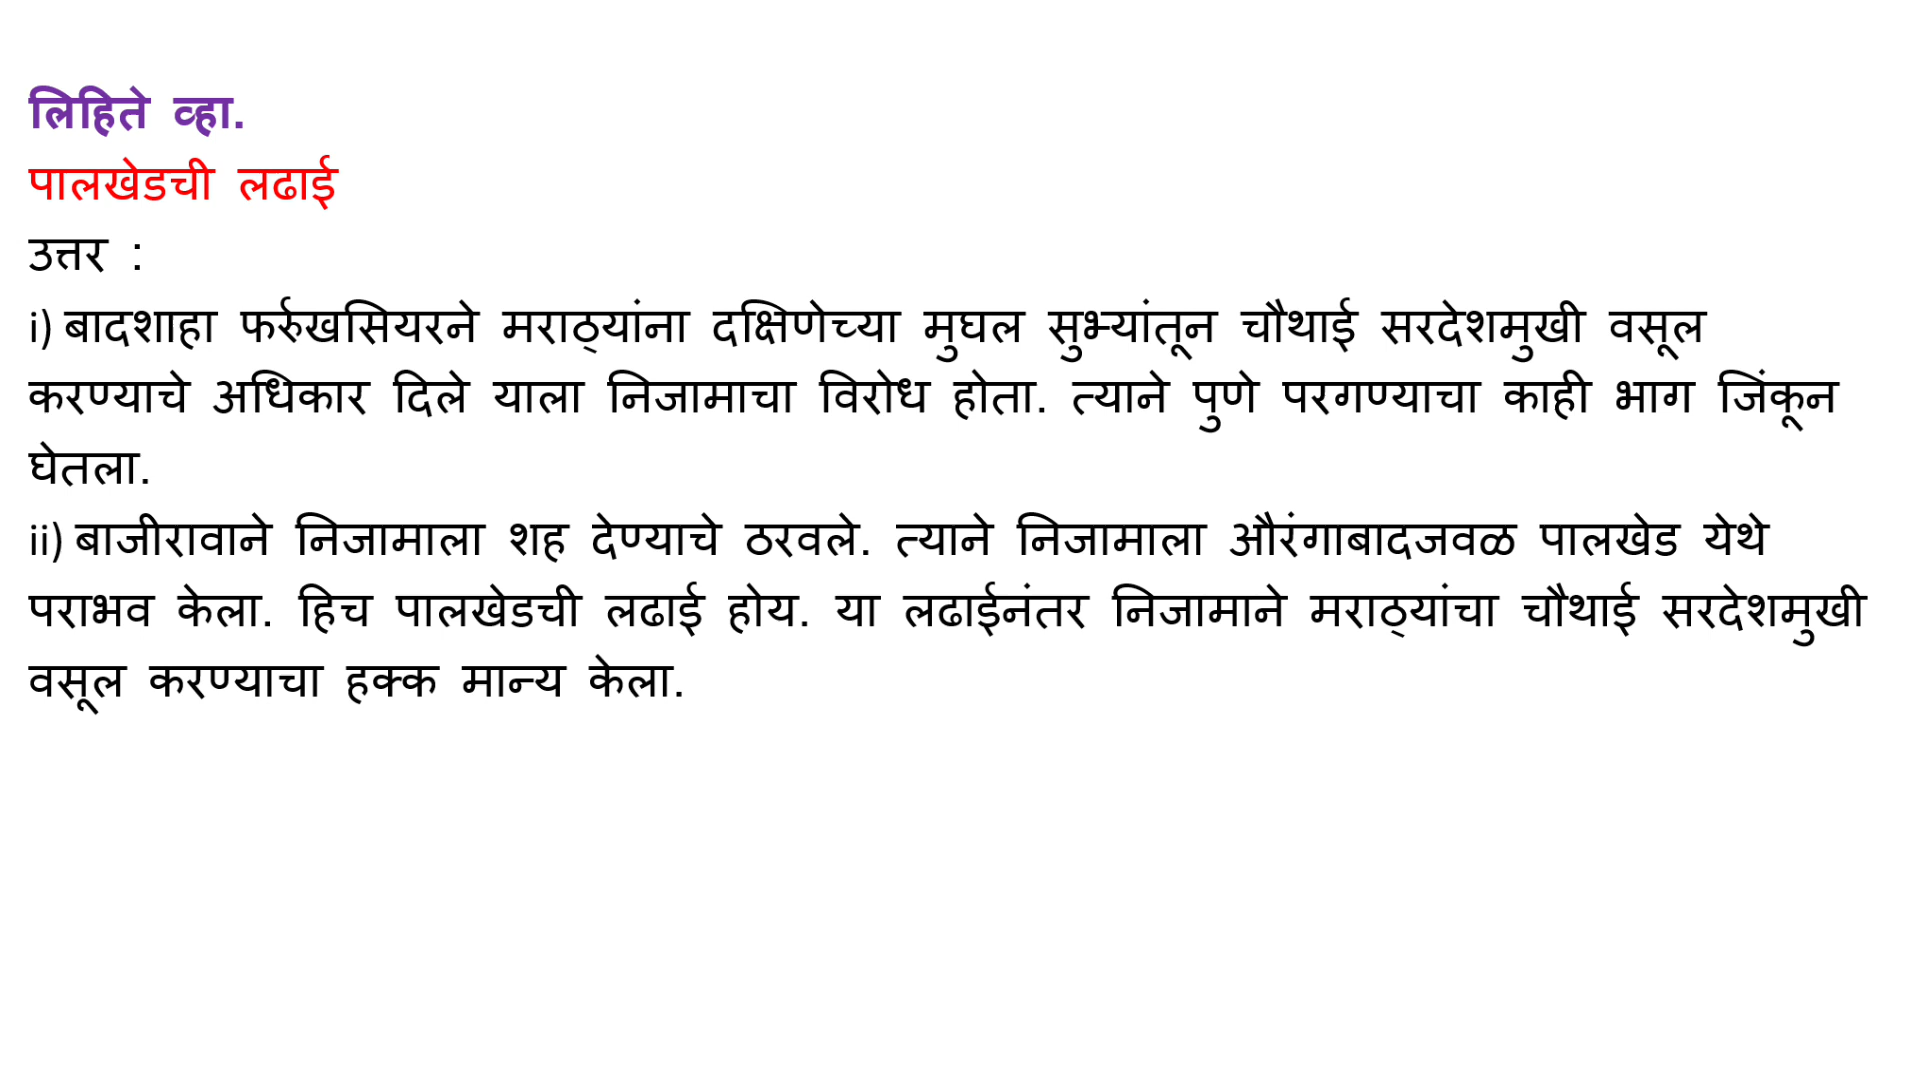 लिहिते व्हा.
पालखेडची लढाई
उत्तर :
i) बादशाहा फर्रुखसियरने मराठ्यांना दक्षिणेच्या मुघल सुभ्यांतून चौथाई सरदेशमुखी वसूल
करण्याचे अधिकार दिले याला निजामाचा विरोध होता. त्याने पुणे परगण्याचा काही भाग जिंकून
घेतला.
ii) बाजीरावाने निजामाला शह देण्याचे ठरवले. त्याने निजामाला औरंगाबादजवळ पालखेड येथे
पराभव केला. हिच पालखेडची लढाई होय. या लढाईनंतर निजामाने मराठ्यांचा चौथाई सरदेशमुखी
वसूल करण्याचा हक्क मान्य केला.